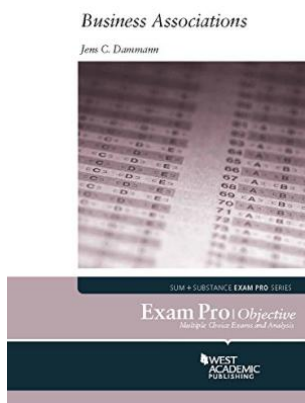 Business Associations
Jens C. Dammann
SUM + SUBSTANCE EXAM PRO SERIES
Exam Pro | Objective
Multiple Choice Exams and Analysis
WEST
ACADEMIC
PUBLISHING